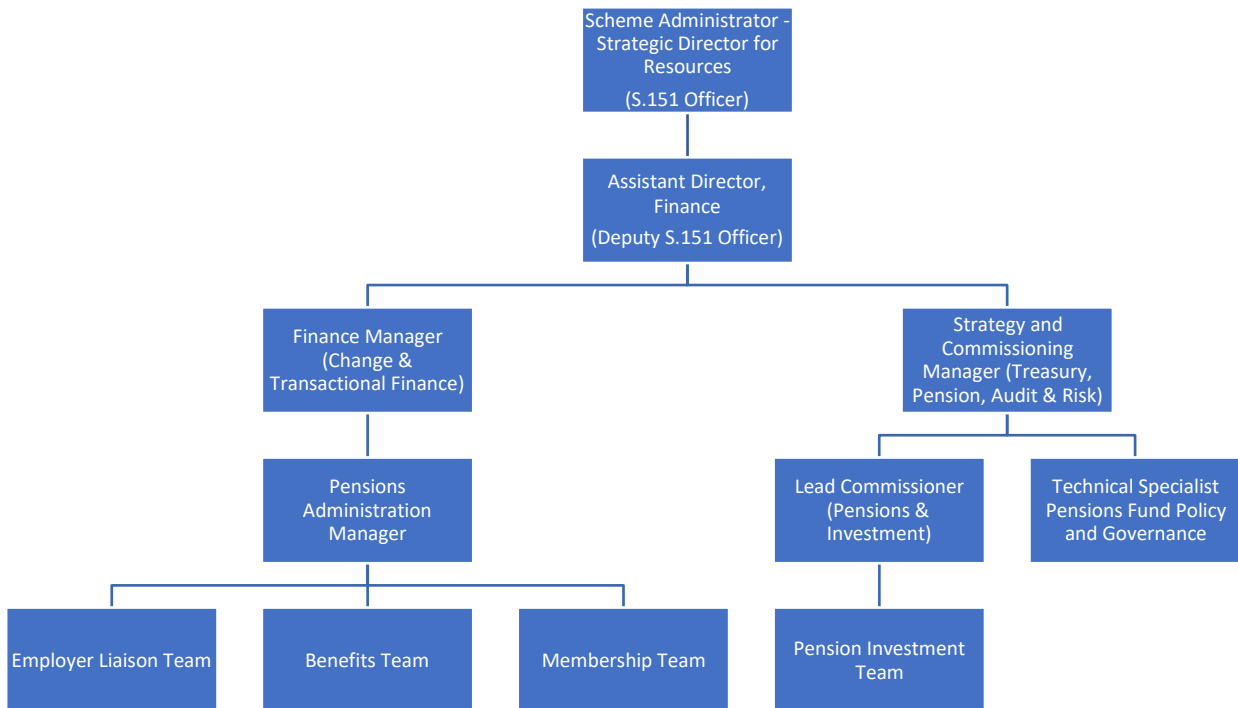 Scheme Administrator -
Strategic Director for
Resources
(S.151 Officer)
Assistant Director,
Finance
(Deputy S.151 Officer)
Finance Manager
(Change &
Transactional Finance)
Strategy and
Commissioning
Manager (Treasury,
Pension, Audit & Risk)
Pensions
Administration
Manager
Lead Commissioner
(Pensions &
Investment)
Technical Specialist
Pensions Fund Policy
and Governance
Employer Liaison Team
Benefits Team
Membership Team
Pension Investment
Team